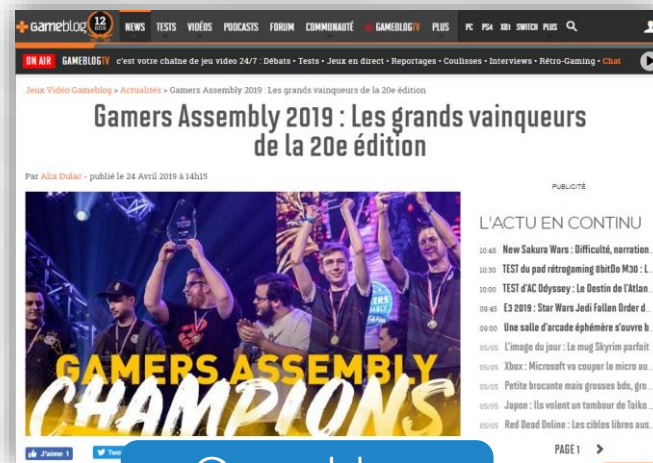 gameblog 12 ans NEWS TESTS VIDÉOS PODCASTS FORUM COMMUNAUTÉ GAMEBLOGTV PLUS PC PS4 XB1 SWITCH PLUS
ON AIR GAMEBLOGTV c'est votre chaîne de jeu video 24/7 : Débats • Tests • Jeux en direct • Reportages • Coulisses • Interviews • Rétro-Gaming • Chat
Jeux Vidéo Gameblog > Actualités > Gamers Assembly 2019 : Les grands vainqueurs de la 20e édition
Gamers Assembly 2019 : Les grands vainqueurs
de la 20e édition
Par Alix Dulac - publié le 24 Avril 2019 à 14h15
GAMERS ASSEMBLY
CHAMPIONS
J'aime 1
PUBLICITÉ
L'ACTU EN CONTINU
10:48 New Sakura Wars : Difficulté, narration...
10:30 TEST du pad rétrogaming 8bitDo M30 : L...
10:00 TEST d'AC Odyssey : Le Destin de l'Atlan...
09:45 E3 2019 : Star Wars Jedi Fallen Order d...
09:00 Une salle d'arcade éphémère s'ouvre b...
05/05 L'image du jour : Le mug Skyrim parfait
05/05 Xbox : Microsoft va couper le micro au...
05/05 Petite brocante mais grosses bds, gro...
05/05 Japon : Ils volent un tambour de Taiko...
05/05 Red Dead Online : Les cibles libres aus...
PAGE 1 >